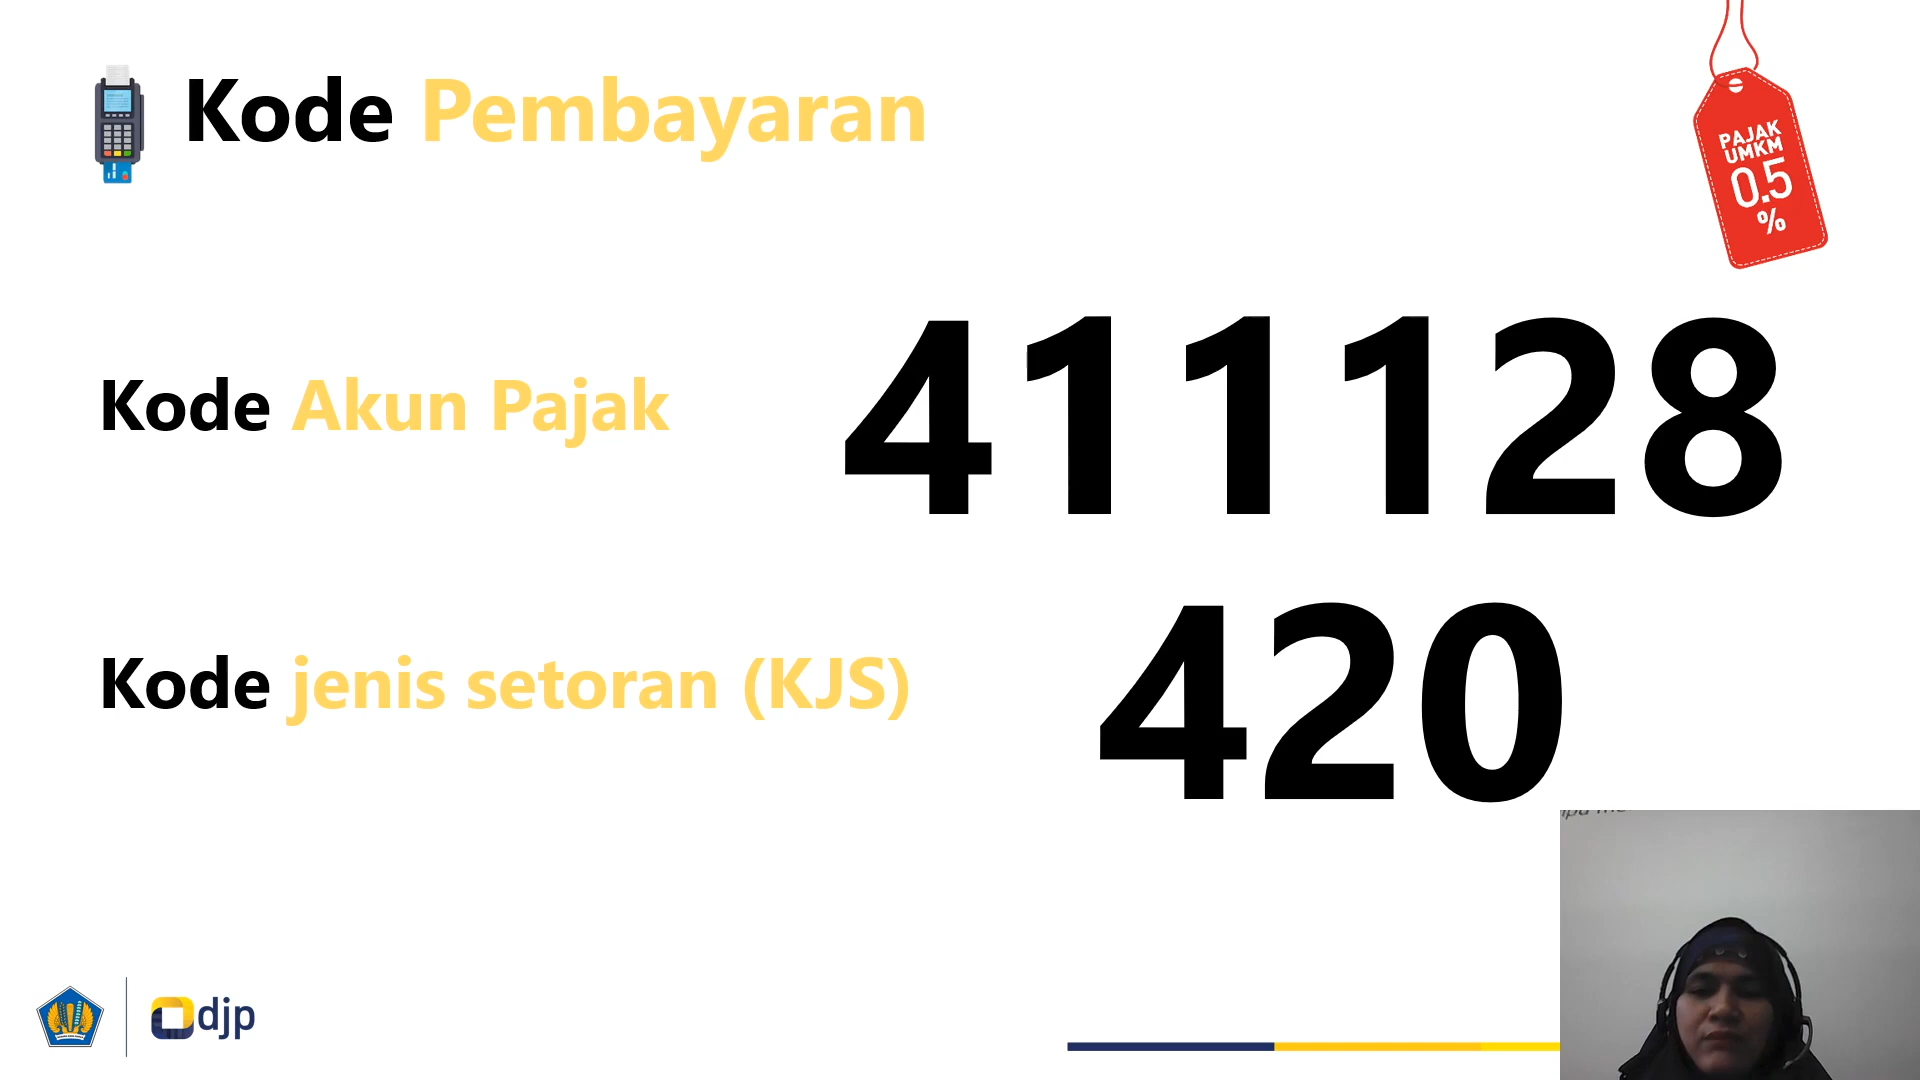 Kode Pembayaran
PAJAK
UMKM
0.5
%
Kode Akun Pajak
411128
Kode jenis setoran (KJS)
420
djp